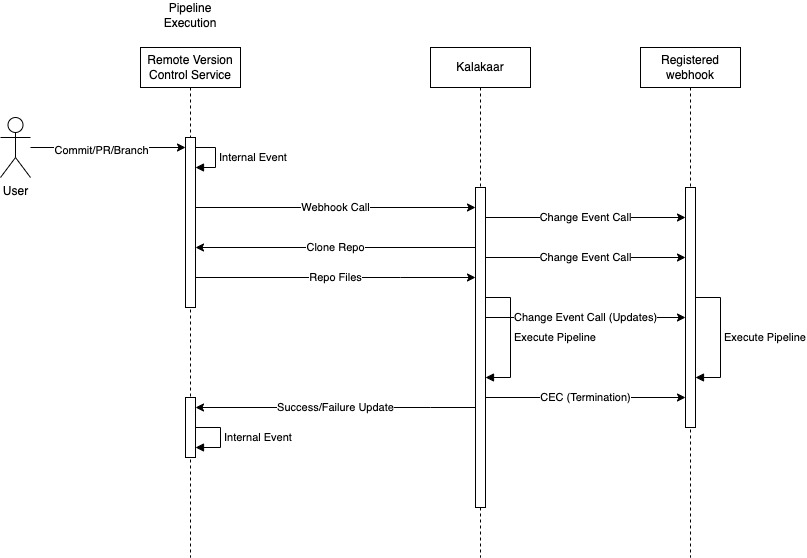 Pipeline
Execution
Remote Version
Control Service
Kalakaar
Registered
webhook
User
Commit/PR/Branch
Internal Event
Webhook Call
Change Event Call
Clone Repo
Change Event Call
Repo Files
Change Event Call (Updates)
Execute Pipeline
Execute Pipeline
CEC (Termination)
Success/Failure Update
Internal Event